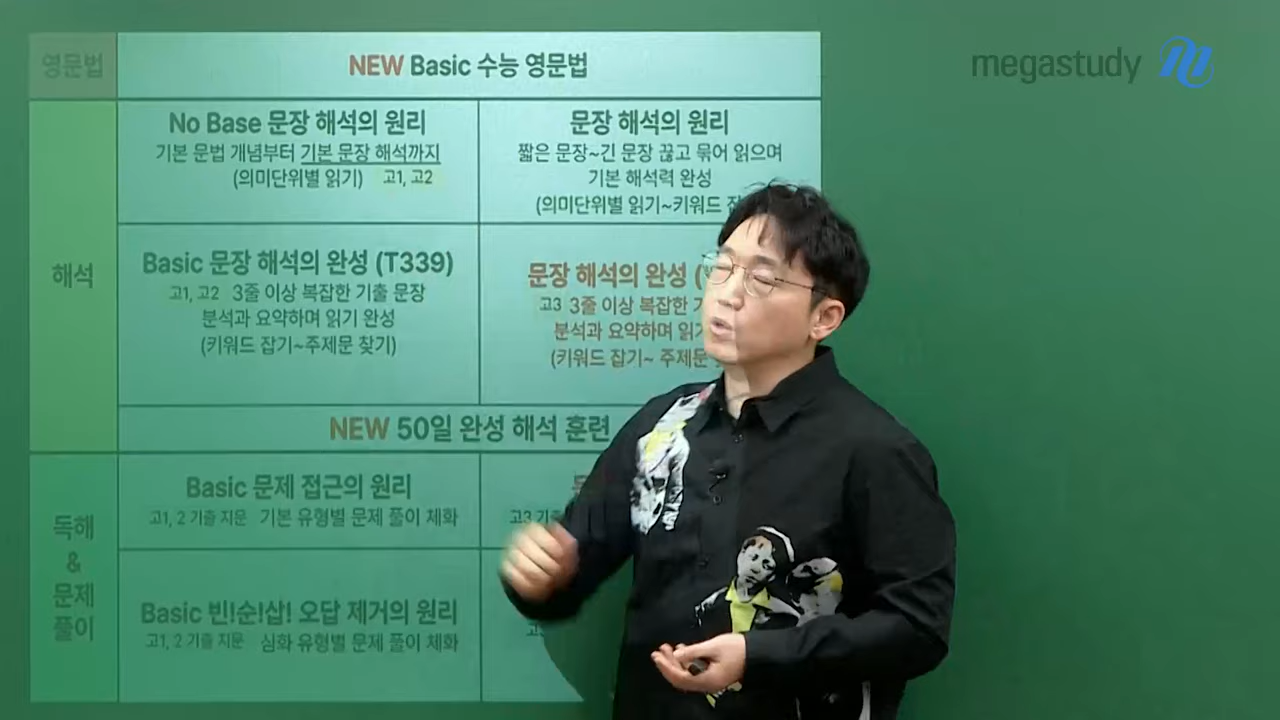 megastudy
영문법
NEW Basic 수능 영문법
해석
No Base 문장 해석의 원리
기본 문법 개념부터 기본 문장 해석까지
(의미단위별 읽기) 고1, 고2
문장 해석의 원리
짧은 문장~긴 문장 끊고 묶어 읽으며
기본 해석력 완성
(의미단위별 읽기~키워드
Basic 문장 해석의 완성 (T339)
고1, 고2 3줄 이상 복잡한 기출 문장
분석과 요약하며 읽기 완성
(키워드 잡기~주제문 찾기)
문장 해석의 완성
고3 3줄 이상 복잡한
분석과 요약하며
(키워드 잡기~ 주제문
NEW 50일 완성 해석 훈련
독해
&
문제
풀이
Basic 문제 접근의 원리
고1, 2 기출 지문 기본 유형별 문제 풀이 체화
고3
Basic 빈!순!삽! 오답 제거의 원리
고1, 2 기출 지문 심화 유형별 문제 풀이 체화